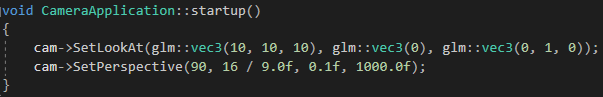 void CameraApplication::startup()
{
    cam->SetLookAt(glm::vec3(10, 10, 10), glm::vec3(0), glm::vec3(0, 1, 0));
    cam->SetPerspective(90, 16 / 9.0f, 0.1f, 1000.0f);
}